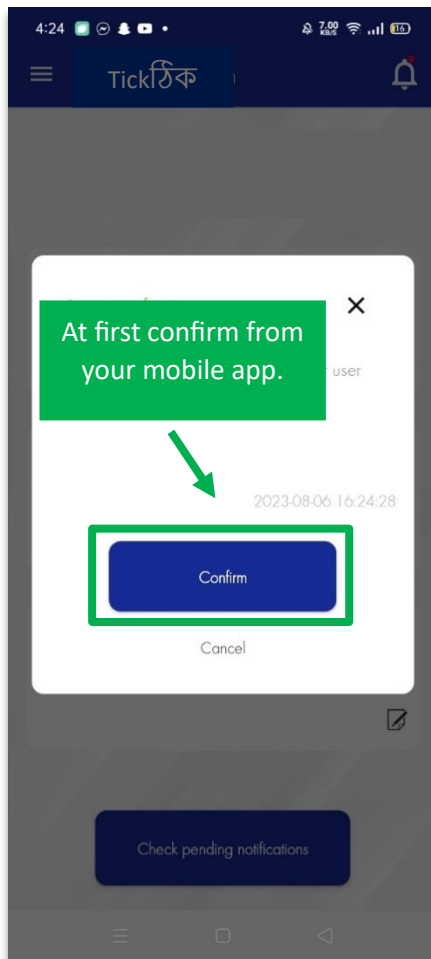 4:24 7.00 KB/S 16
Tickঠিক
At first confirm from
your mobile app.
user
2023-08-06 16:24:28
Confirm
Cancel
Check pending notifications